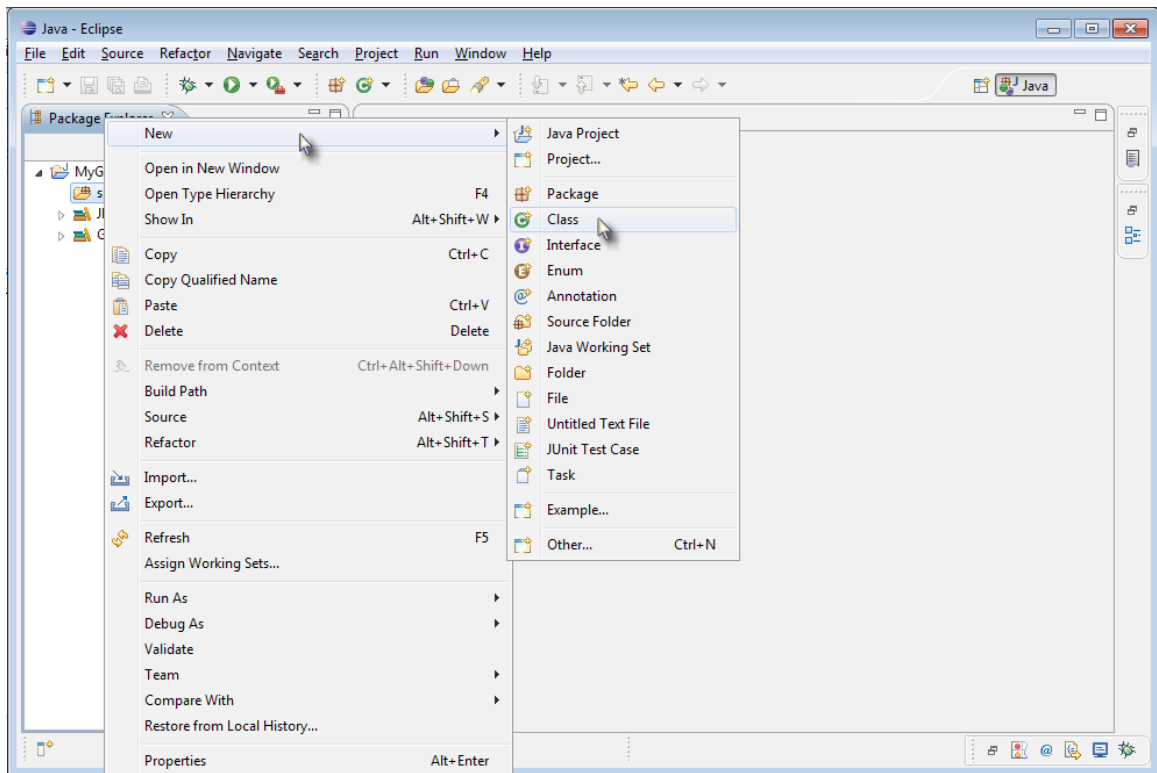 Java - Eclipse
File Edit Source Refactor Navigate Search Project Run Window Help
Java
Package
MyG
s
New
Open in New Window
Open Type Hierarchy F4
Show In Alt+Shift+W
Copy Ctrl+C
Copy Qualified Name
Paste Ctrl+V
Delete Delete
Remove from Context Ctrl+Alt+Shift+Down
Build Path
Source Alt+Shift+S
Refactor Alt+Shift+T
Import...
Export...
Refresh F5
Assign Working Sets...
Run As
Debug As
Validate
Team
Compare With
Restore from Local History...
Properties Alt+Enter
Java Project
Project...
Package
Class
Interface
Enum
Annotation
Source Folder
Java Working Set
Folder
File
Untitled Text File
JUnit Test Case
Task
Example...
Other... Ctrl+N